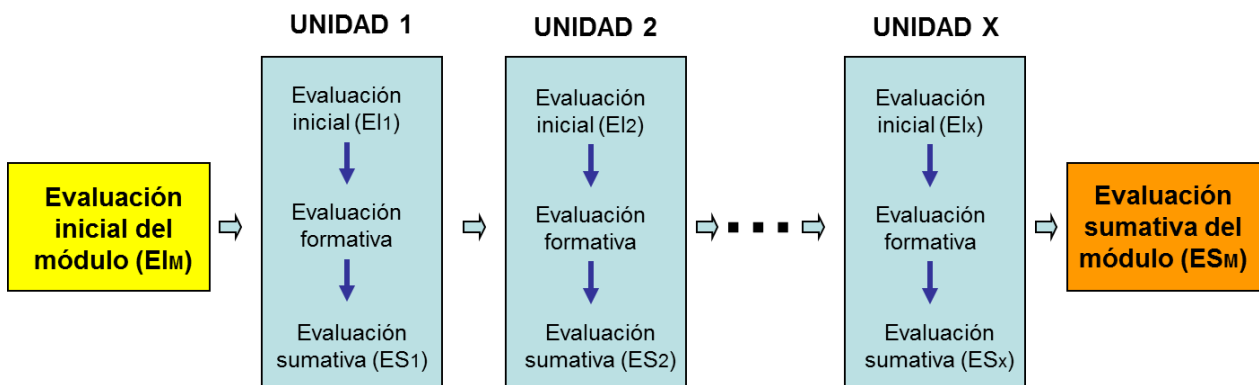 UNIDAD 1
UNIDAD 2
UNIDAD X
Evaluación
inicial del
módulo (EIM)
Evaluación
inicial (EI1)
Evaluación
formativa
Evaluación
sumativa (ES1)
Evaluación
inicial (EI2)
Evaluación
formativa
Evaluación
sumativa (ES2)
Evaluación
inicial (EIx)
Evaluación
formativa
Evaluación
sumativa (ESx)
Evaluación
sumativa del
módulo (ESM)